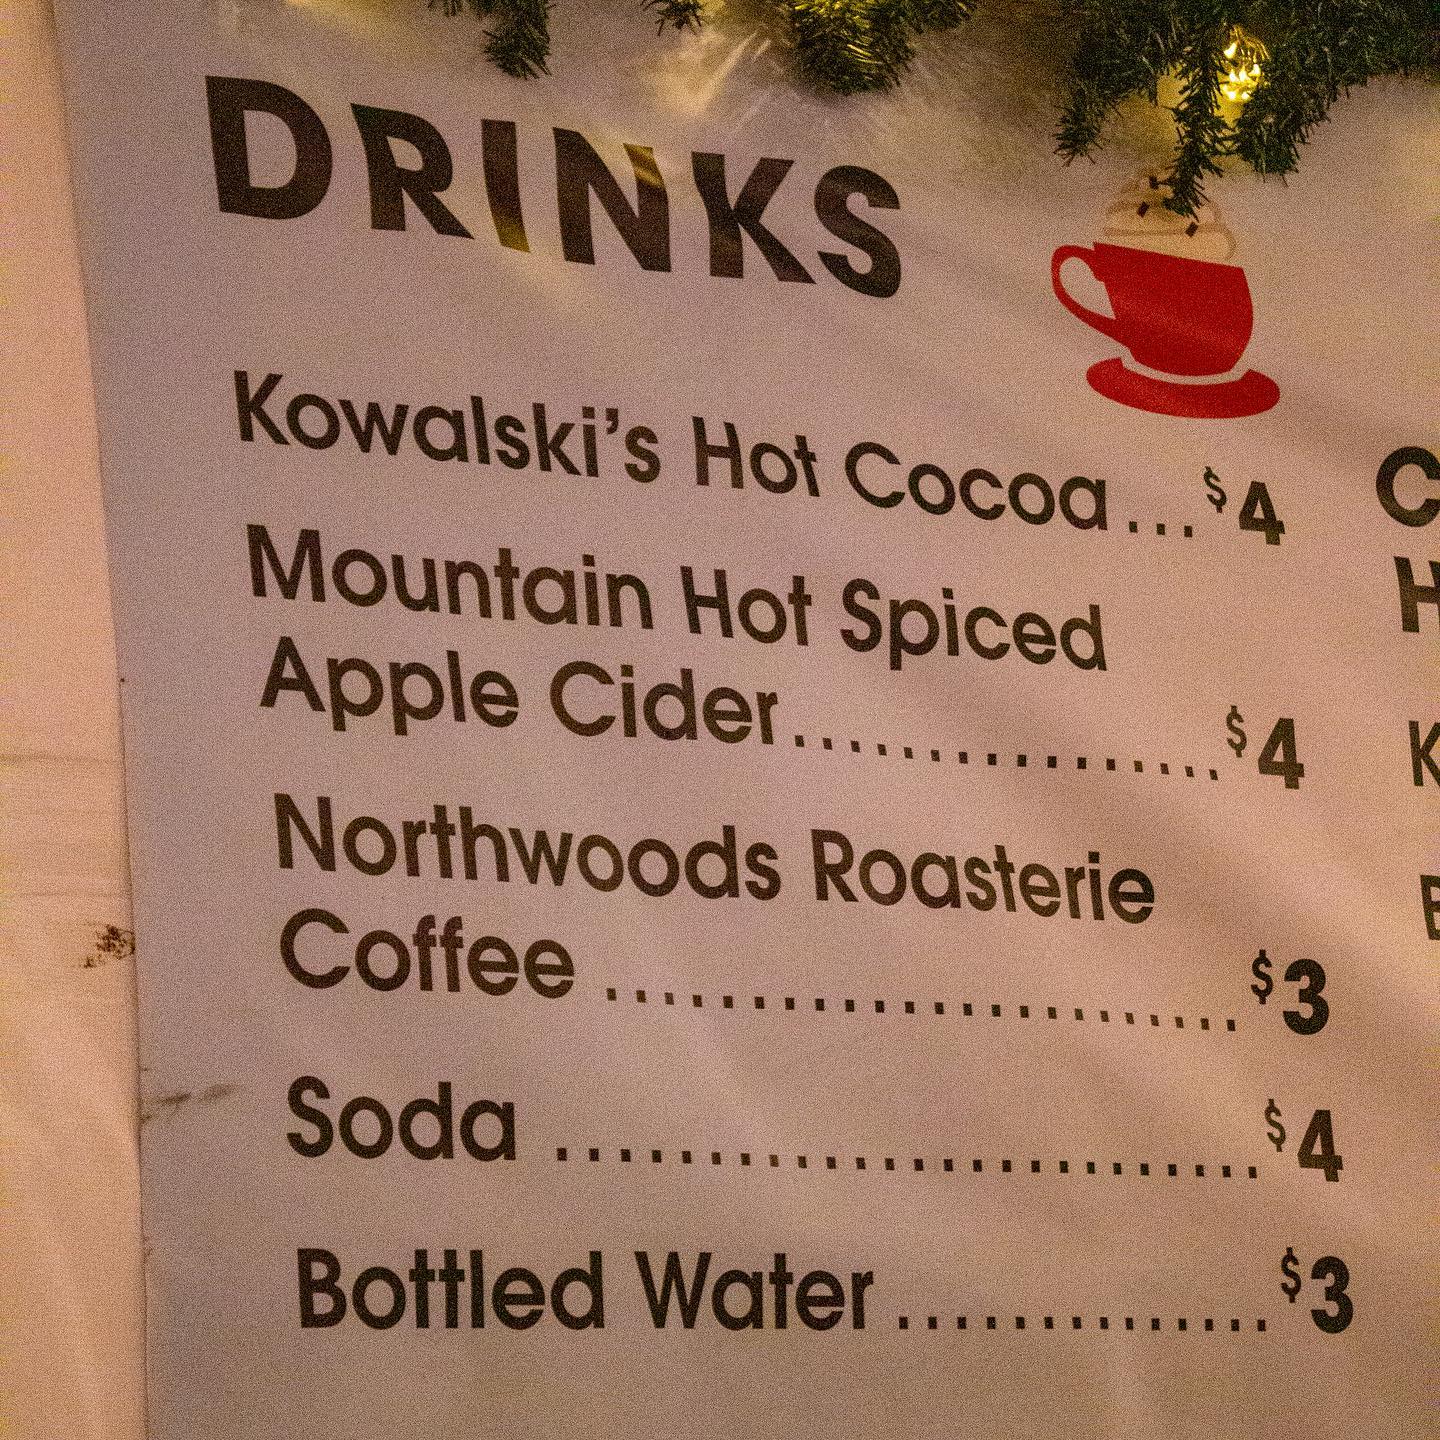 DRINKS
Kowalski's Hot Cocoa...$4
Mountain Hot Spiced
Apple Cider................$4
Northwoods Roasterie
Coffee ......................$3
Soda ........................$4
Bottled Water.............$3